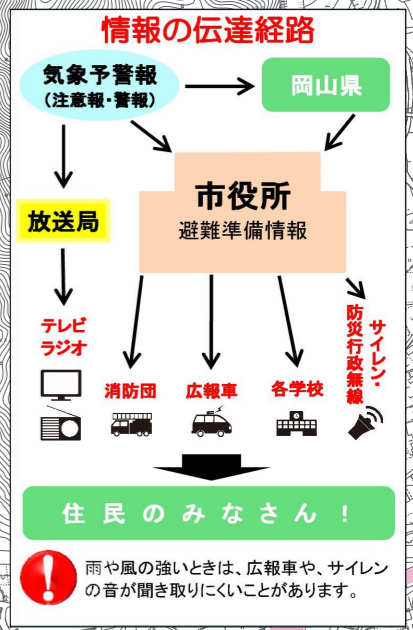 情報の伝達経路
気象予警報
(注意報・警報)
岡山県
市役所
避難準備情報
放送局
テレビ
ラジオ
消防団
広報車
各学校
サイレン・
防災行政無線
住民のみなさん!
雨や風の強いときは、広報車や、サイレン
の音が聞き取りにくいことがあります。